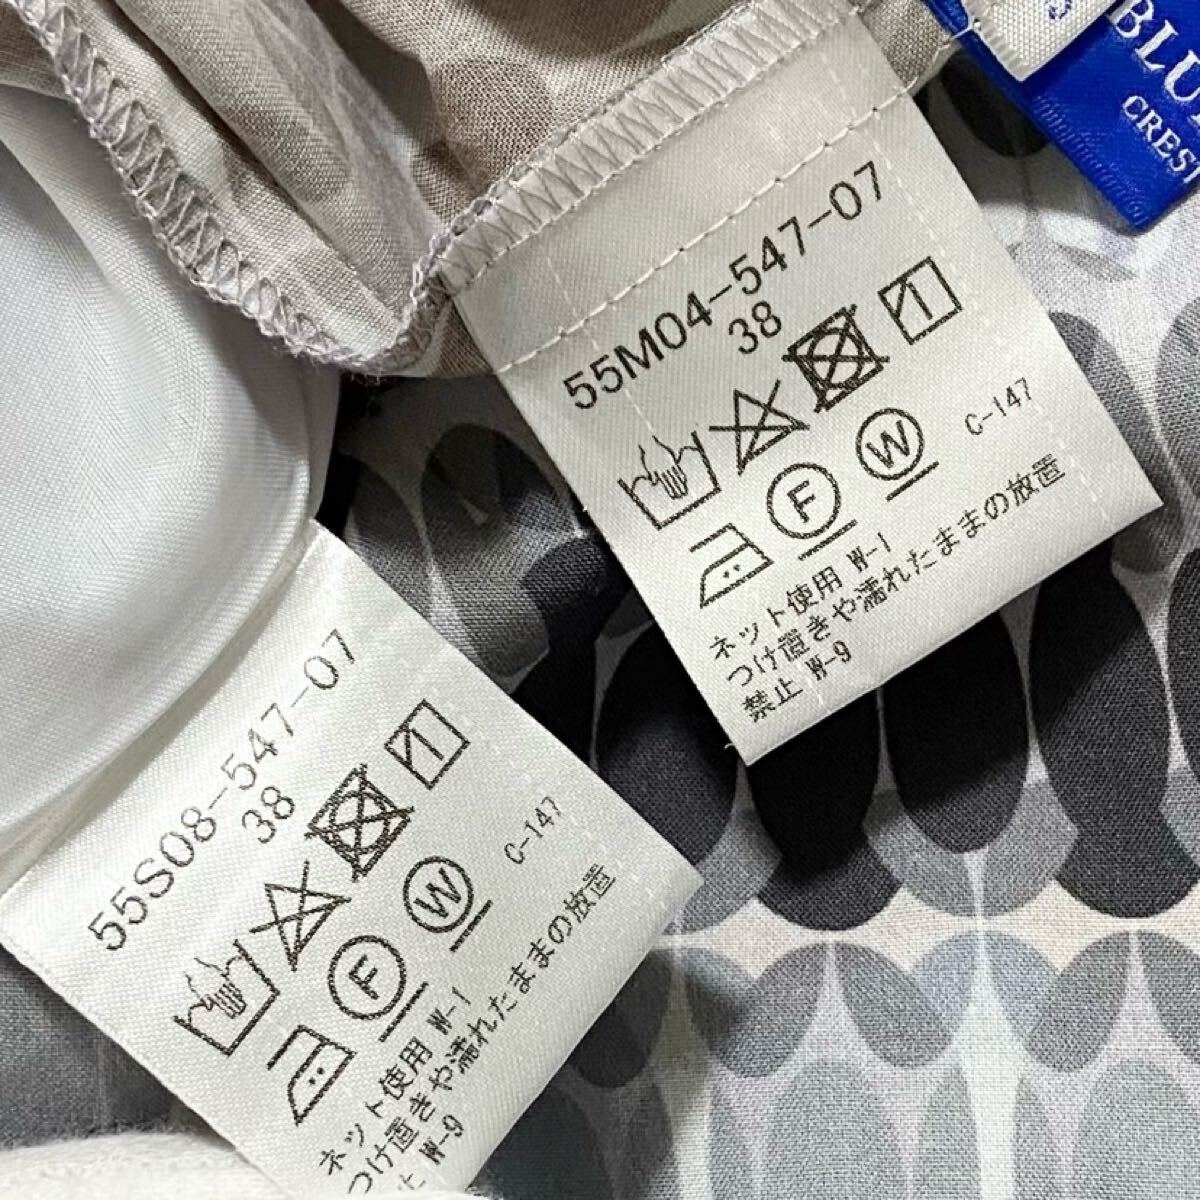 BLU
CREST
55M04-547-07
38
F
W
C-147
ネット使用 W-1
つけ置きや濡れたままの放置
禁止 W-9
55S08-547-07
38
F
W
C-147
ネット使用 W-1
つけ置きや濡れたままの放置
止 W-9